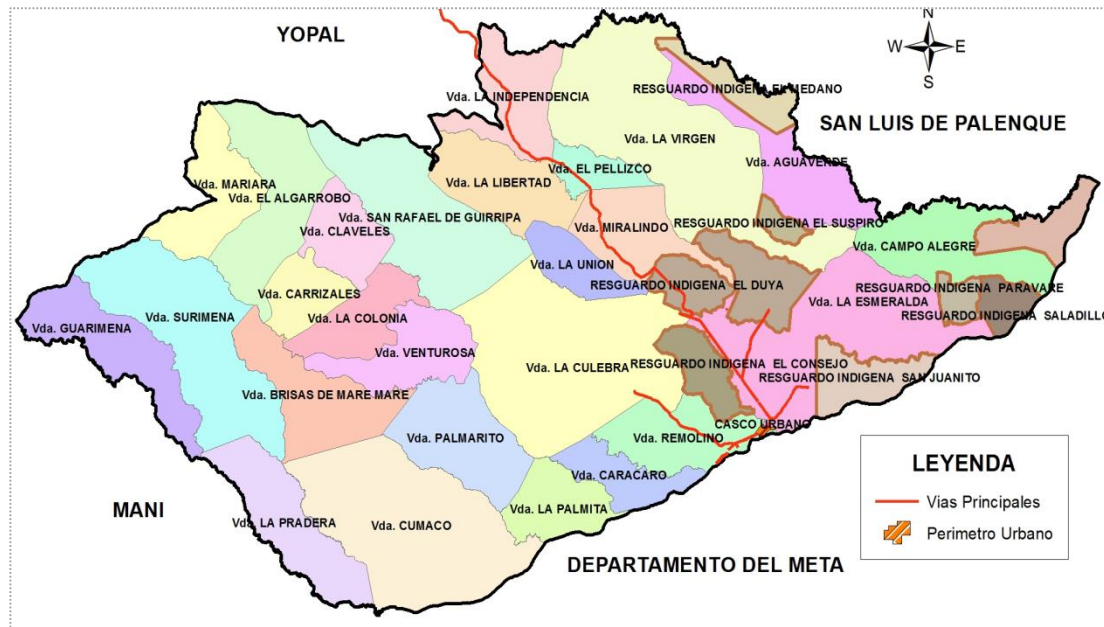 N
YOPAL
W E
S
Vda. LA INDEPENDENCIA
RESGUARDO INDIGENA EL MEDANO
SAN LUIS DE PALENQUE
Vda. LA VIRGEN
Vda. AGUAVERDE
Vda. EL PELLIZCO
Vda. MARIARA
Vda. LA LIBERTAD
Vda. EL ALGARROBO
Vda. SAN RAFAEL DE GUIRRIPA
RESGUARDO INDIGENA EL SUSPIRO
Vda. CLAVELES
Vda. MIRALINDO
Vda. CAMPO ALEGRE
Vda. LA UNION
RESGUARDO INDIGENA EL DUYA
RESGUARDO INDIGENA PARAVARE
Vda. CARRIZALES
Vda. LA ESMERALDA
RESGUARDO INDIGENA SALADILLO
Vda. SURIMENA
Vda. LA COLONIA
Vda. GUARIMENA
Vda. VENTUROSA
RESGUARDO INDIGENA EL CONSEJO
Vda. LA CULEBRA
RESGUARDO INDIGENA SAN JUANITO
Vda. BRISAS DE MARE MARE
CASCO URBANO
Vda. PALMARITO
Vda. REMOLINO
LEYENDA
Vda. CARACARO
Vias Principales
MANI
Vda. LA PALMITA
Vda. LA PRADERA
Vda. CUMACO
Perimetro Urbano
DEPARTAMENTO DEL META